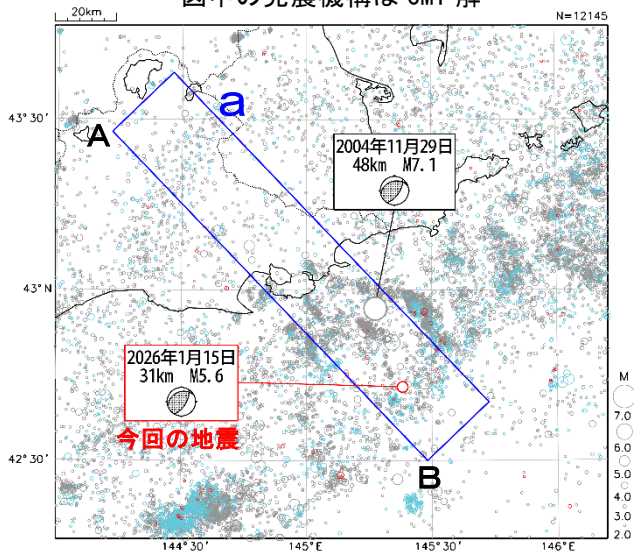 図中の発震機構は CMT 解
20km
N=12145
a
43°30′
A
2004年11月29日
48km M7.1
43°N
2026年1月15日
31km M5.6
今回の地震
M
7.0
6.0
5.0
4.0
3.0
2.0
42°30′
B
144°30′
145°E
145°30′
146°E